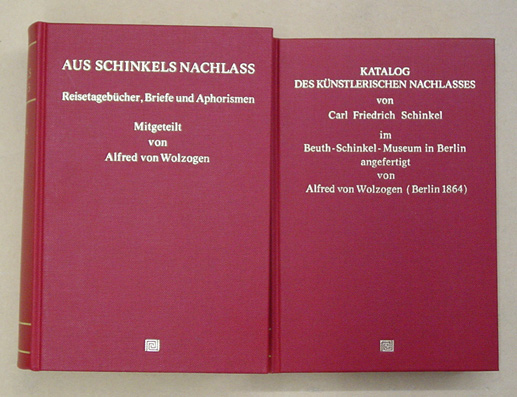 AUS SCHINKELS NACHLASS
Reisetagebücher, Briefe und Aphorismen
Mitgeteilt
von
Alfred von Wolzogen
KATALOG
DES KÜNSTLERISCHEN NACHLASSES
von
Carl Friedrich Schinkel
im
Beuth-Schinkel-Museum in Berlin
angefertigt
von
Alfred von Wolzogen (Berlin 1864)